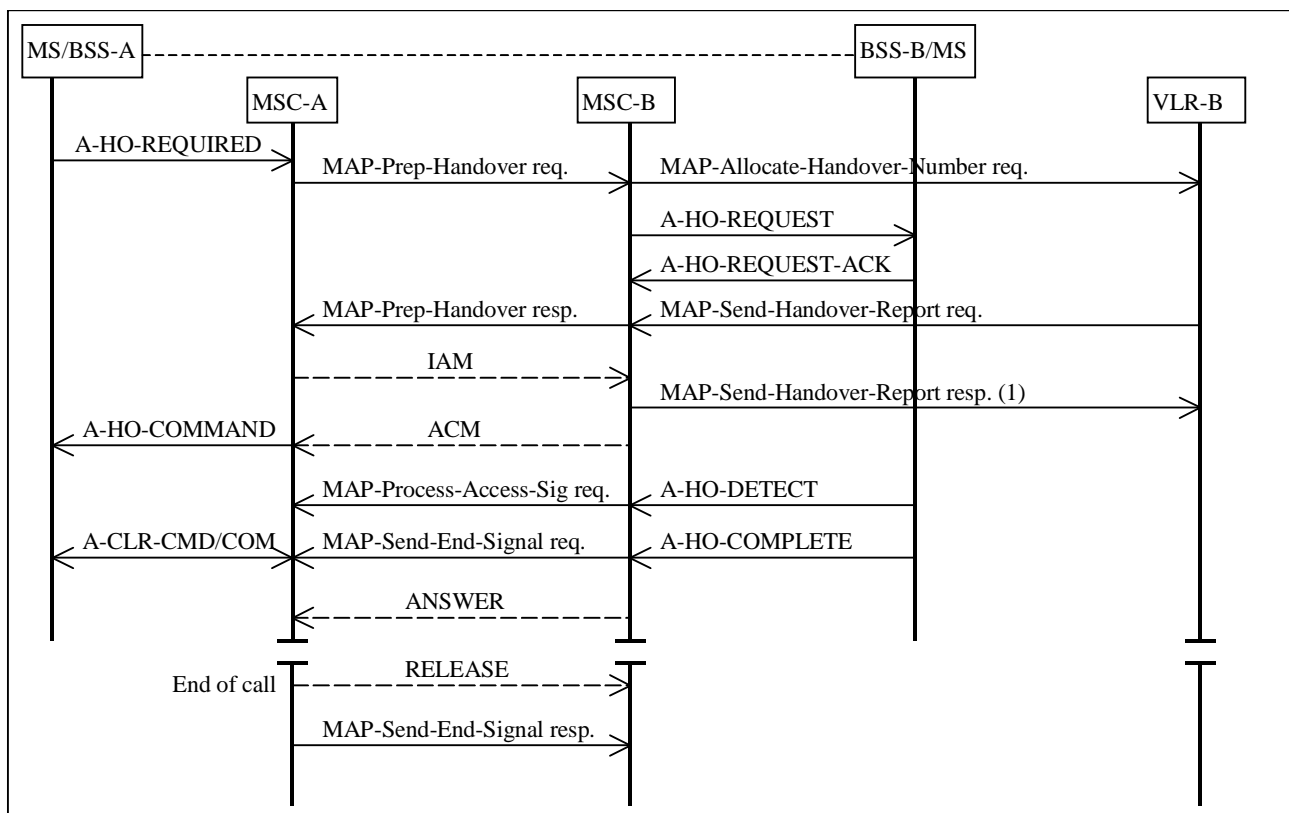 MS/BSS-A
BSS-B/MS
MSC-A
MSC-B
VLR-B
A-HO-REQUIRED
MAP-Prep-Handover req.
MAP-Allocate-Handover-Number req.
A-HO-REQUEST
A-HO-REQUEST-ACK
MAP-Prep-Handover resp.
MAP-Send-Handover-Report req.
IAM
MAP-Send-Handover-Report resp. (1)
A-HO-COMMAND
ACM
MAP-Process-Access-Sig req.
A-HO-DETECT
A-CLR-CMD/COM
MAP-Send-End-Signal req.
A-HO-COMPLETE
ANSWER
End of call
RELEASE
MAP-Send-End-Signal resp.